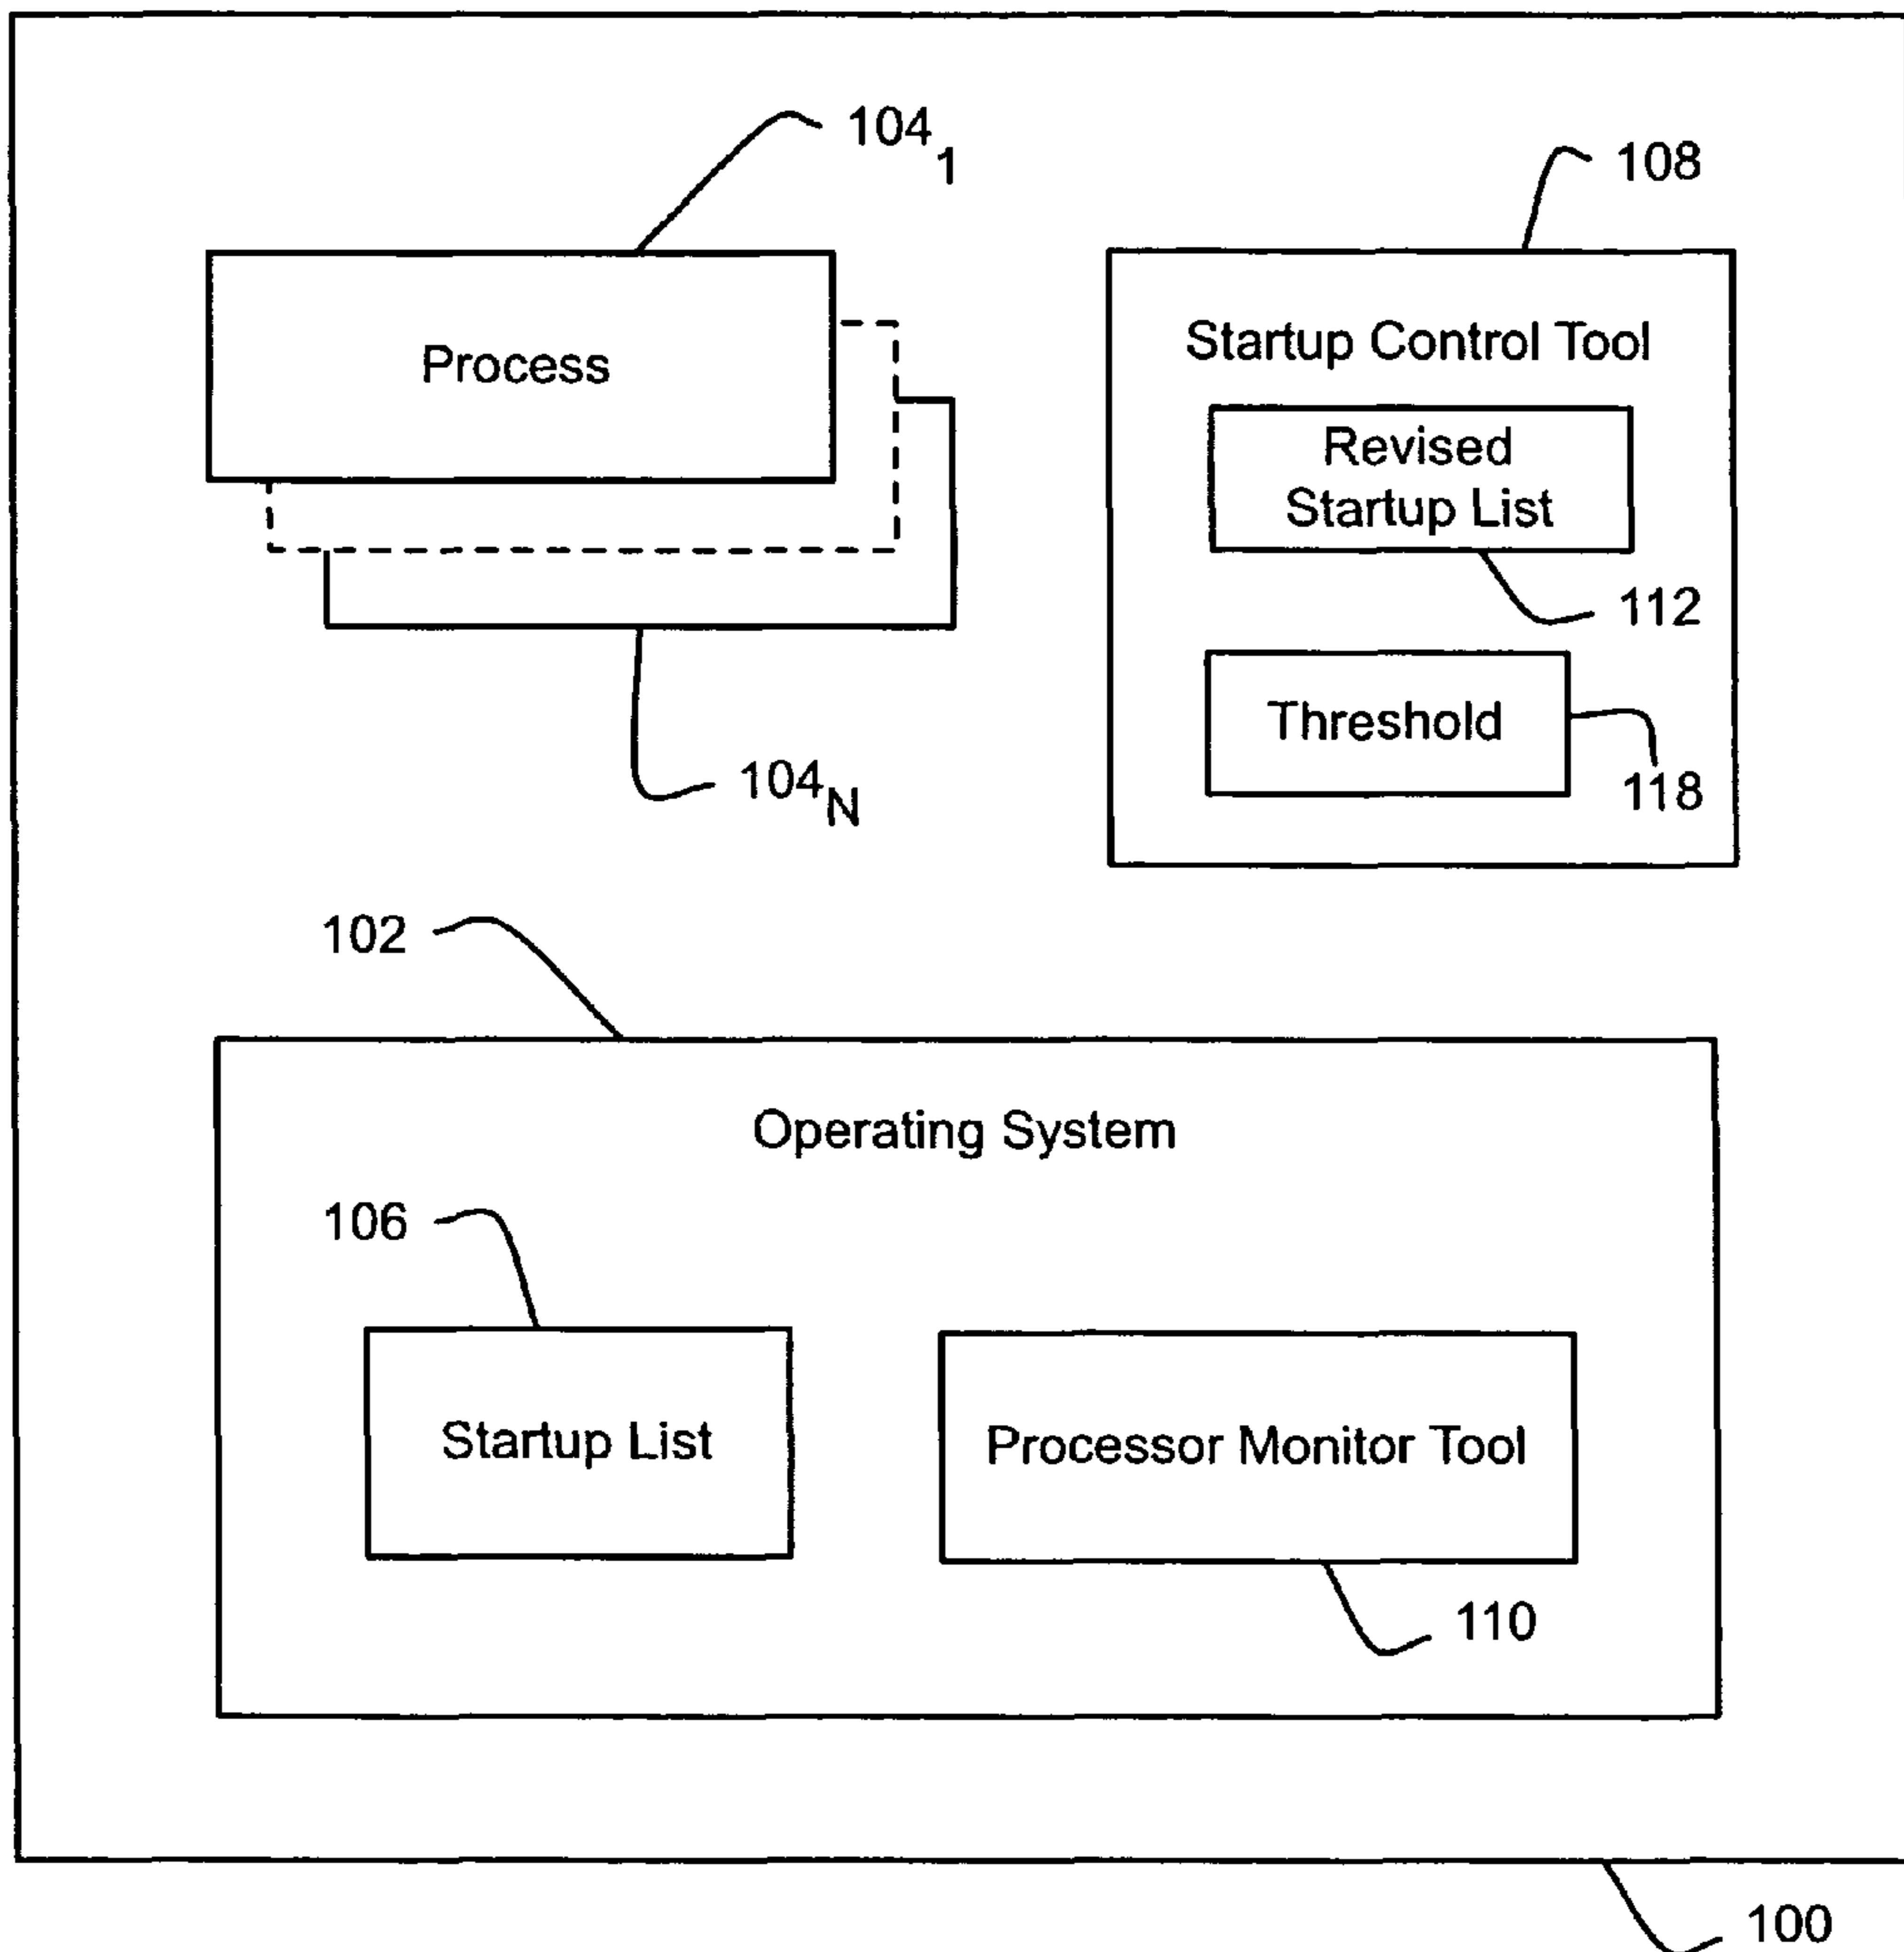 104 1
108
Process
Startup Control Tool
Revised
Startup List
112
Threshold
118
104 N
102
Operating System
106
Startup List
Processor Monitor Tool
110
100